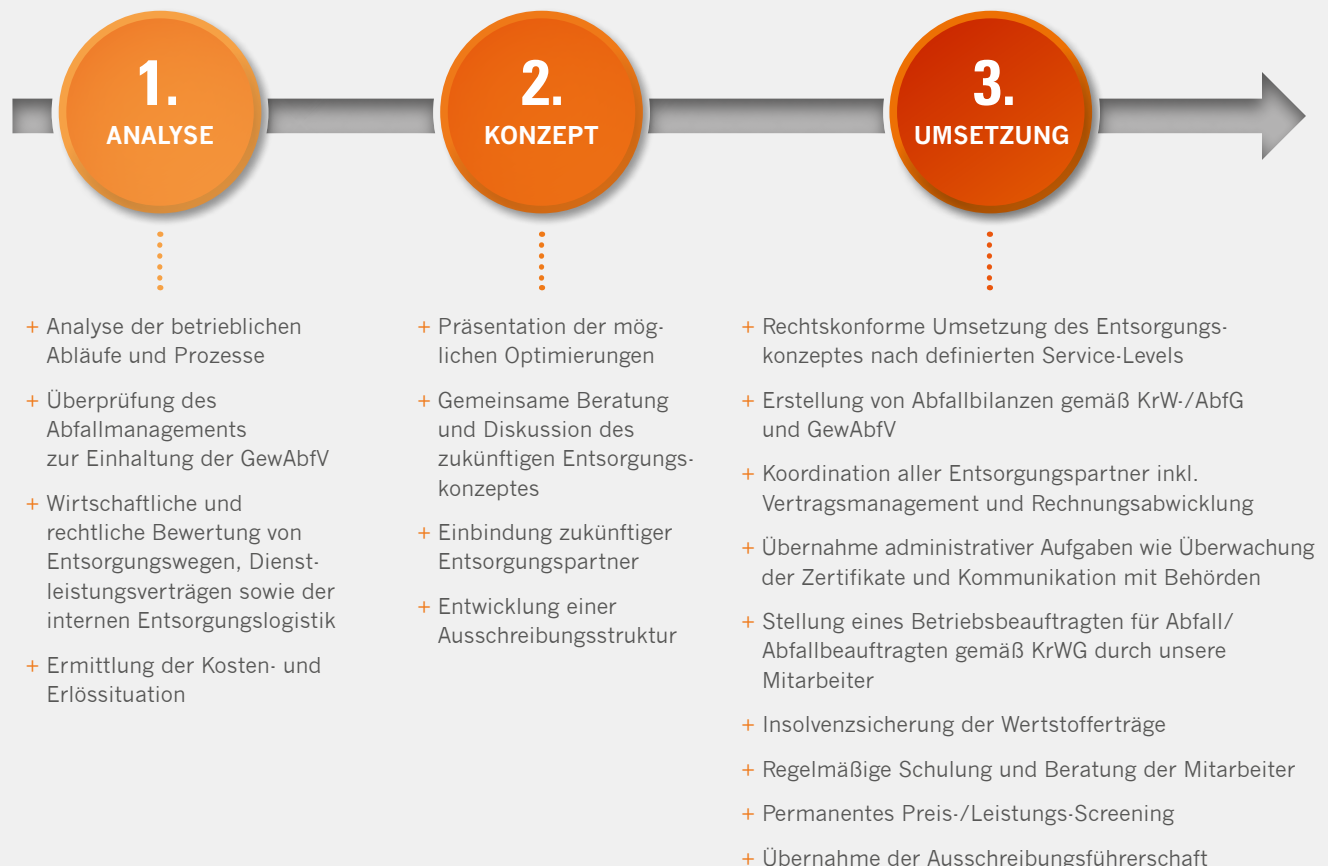 1.
ANALYSE
2.
KONZEPT
3.
UMSETZUNG
+ Analyse der betrieblichen
Abläufe und Prozesse
+ Überprüfung des
Abfallmanagements
zur Einhaltung der GewAbfV
+ Wirtschaftliche und
rechtliche Bewertung von
Entsorgungswegen, Dienst-
leistungsverträgen sowie der
internen Entsorgungslogistik
+ Ermittlung der Kosten- und
Erlössituation
+ Präsentation der mög-
lichen Optimierungen
+ Gemeinsame Beratung
und Diskussion des
zukünftigen Entsorgungs-
konzeptes
+ Einbindung zukünftiger
Entsorgungspartner
+ Entwicklung einer
Ausschreibungsstruktur
+ Rechtskonforme Umsetzung des Entsorgungs-
konzeptes nach definierten Service-Levels
+ Erstellung von Abfallbilanzen gemäß KrW-/AbfG
und GewAbfV
+ Koordination aller Entsorgungspartner inkl.
Vertragsmanagement und Rechnungsabwicklung
+ Übernahme administrativer Aufgaben wie Überwachung
der Zertifikate und Kommunikation mit Behörden
+ Stellung eines Betriebsbeauftragten für Abfall/
Abfallbeauftragten gemäß KrWG durch unsere
Mitarbeiter
+ Insolvenzsicherung der Wertstofferträge
+ Regelmäßige Schulung und Beratung der Mitarbeiter
+ Permanentes Preis-/Leistungs-Screening
+ Übernahme der Ausschreibungsführerschaft